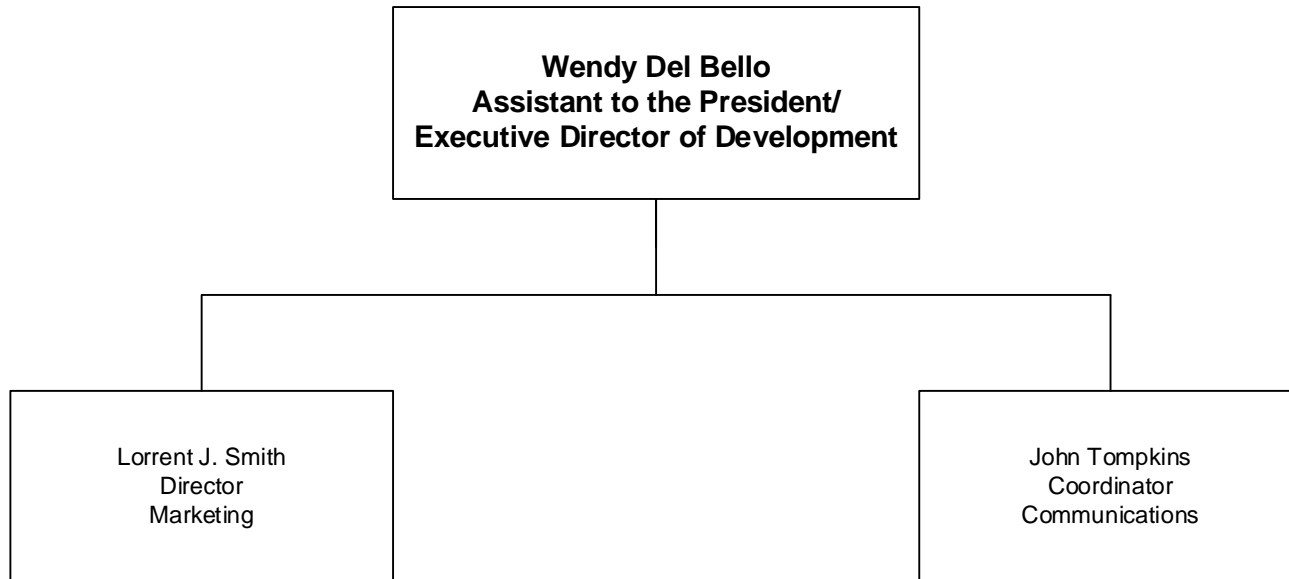 Wendy Del Bello
Assistant to the President/
Executive Director of Development
Lorrent J. Smith
Director
Marketing
John Tompkins
Coordinator
Communications